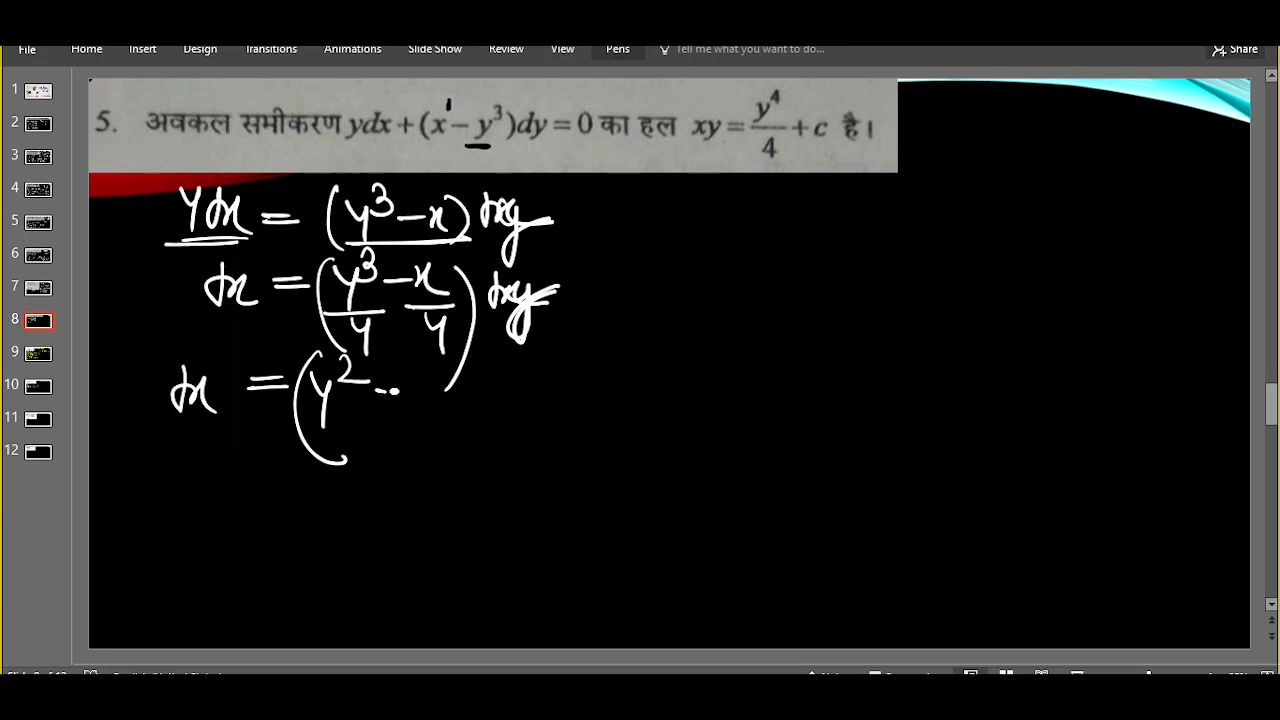 File Home Insert Design Transitions Animations Slide Show Review View Pens Tell me what you want to do... Share
1
2
3
4
5
6
7
8
9
10
11
12
5. अवकल समीकरण ydx + (x¹ − y³)dy = 0 का हल xy = y⁴/4 + c है।
ydx = (y³ − x) dy
dx = (y³/y − x/y) dy
dx = (y² −